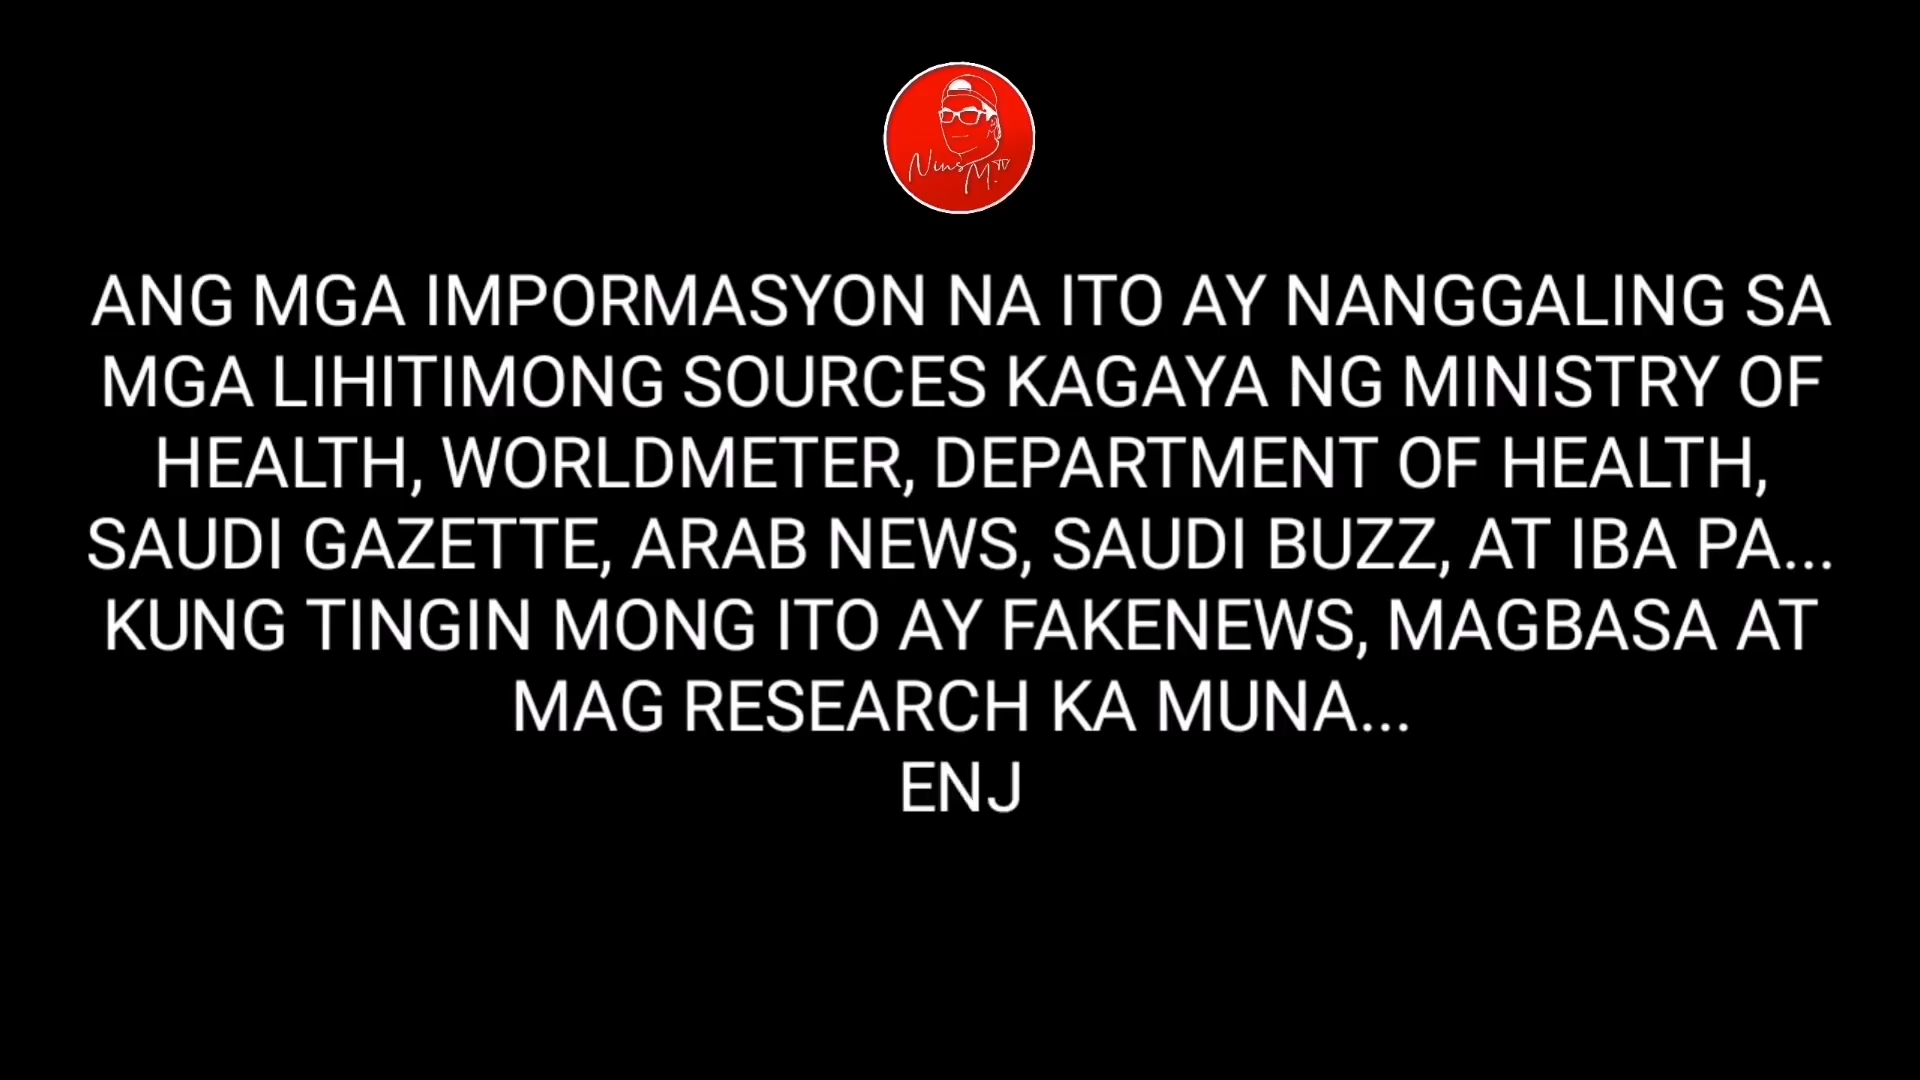 Nins
M. TV
ANG MGA IMPORMASYON NA ITO AY NANGGALING SA
MGA LIHITIMONG SOURCES KAGAYA NG MINISTRY OF
HEALTH, WORLDMETER, DEPARTMENT OF HEALTH,
SAUDI GAZETTE, ARAB NEWS, SAUDI BUZZ, AT IBA PA...
KUNG TINGIN MONG ITO AY FAKENEWS, MAGBASA AT
MAG RESEARCH KA MUNA...
ENJ